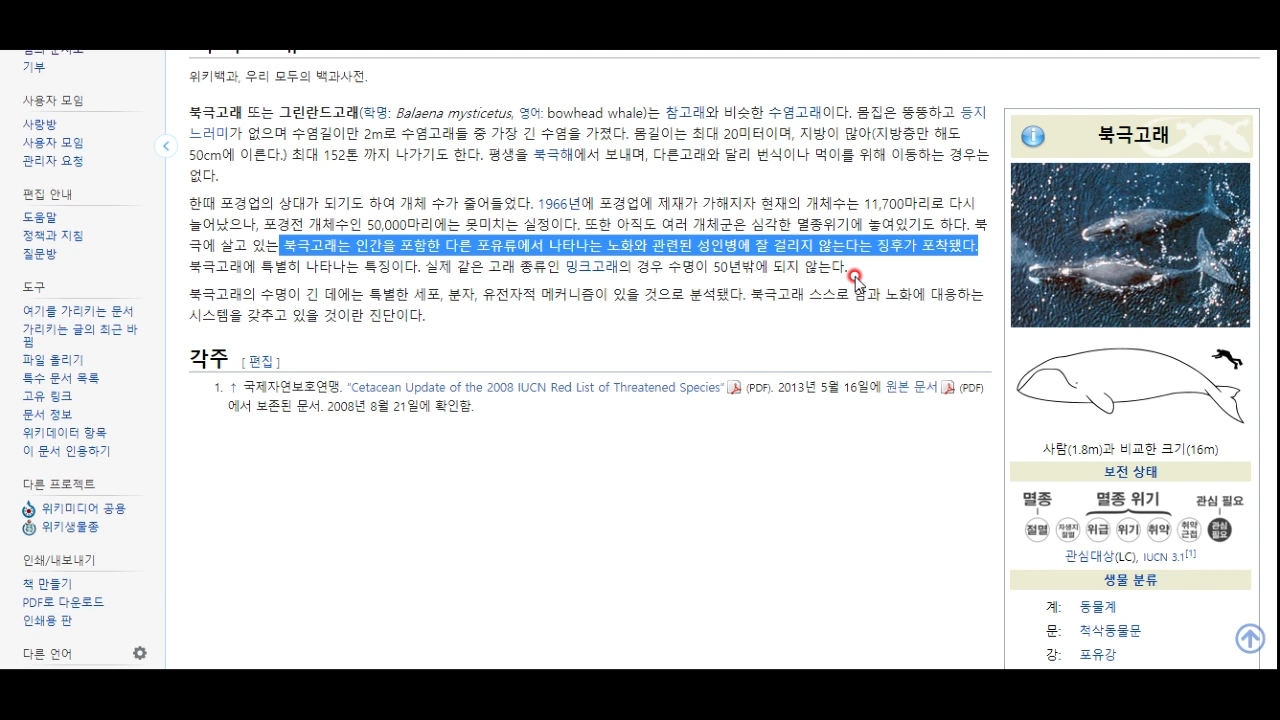 기부
사용자 모임
사랑방
사용자 모임
관리자 요청
편집 안내
도움말
정책과 지침
질문방
도구
여기를 가리키는 문서
가리키는 글의 최근 바
뀜
파일 올리기
특수 문서 목록
고유 링크
문서 정보
위키데이터 항목
이 문서 인용하기
다른 프로젝트
위키미디어 공용
위키생물종
인쇄/내보내기
책 만들기
PDF로 다운로드
인쇄용 판
다른 언어
위키백과, 우리 모두의 백과사전.
북극고래 또는 그린란드고래(학명: Balaena mysticetus, 영어: bowhead whale)는 참고래와 비슷한 수염고래이다. 몸집은 뚱뚱하고 등지
느러미가 없으며 수염길이만 2m로 수염고래들 중 가장 긴 수염을 가졌다. 몸길이는 최대 20미터이며, 지방이 많아(지방층만 해도
50cm에 이른다.) 최대 152톤 까지 나가기도 한다. 평생을 북극해에서 보내며, 다른고래와 달리 번식이나 먹이를 위해 이동하는 경우는
없다.
한때 포경업의 상대가 되기도 하여 개체 수가 줄어들었다. 1966년에 포경업에 제재가 가해지자 현재의 개체수는 11,700마리로 다시
늘어났으나, 포경전 개체수인 50,000마리에는 못미치는 실정이다. 또한 아직도 여러 개체군은 심각한 멸종위기에 놓여있기도 하다. 북
극에 살고 있는 북극고래는 인간을 포함한 다른 포유류에서 나타나는 노화와 관련된 성인병에 잘 걸리지 않는다는 징후가 포착됐다.
북극고래에 특별히 나타나는 특징이다. 실제 같은 고래 종류인 밍크고래의 경우 수명이 50년밖에 되지 않는다.
북극고래의 수명이 긴 데에는 특별한 세포, 분자, 유전자적 메커니즘이 있을 것으로 분석됐다. 북극고래 스스로 암과 노화에 대응하는
시스템을 갖추고 있을 것이란 진단이다.
각주 [ 편집 ]
1. ↑ 국제자연보호연맹. "Cetacean Update of the 2008 IUCN Red List of Threatened Species" (PDF). 2013년 5월 16일에 원본 문서 (PDF)
에서 보존된 문서. 2008년 8월 21일에 확인함.
북극고래
사람(1.8m)과 비교한 크기(16m)
보전 상태
멸종 멸종 위기 관심 필요
절멸 자생지 절멸 위급 위기 취약 취약 근접 관심 필요
관심대상(LC), IUCN 3.1[1]
생물 분류
계: 동물계
문: 척삭동물문
강: 포유강